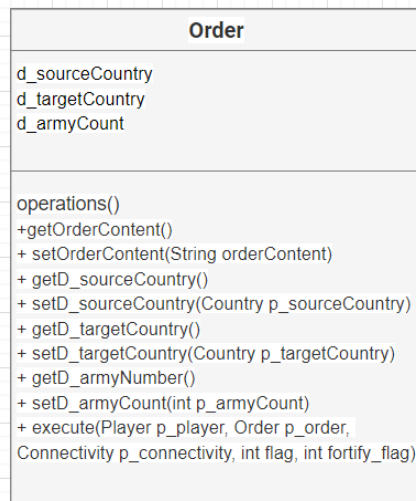 Order
d_sourceCountry
d_targetCountry
d_armyCount
operations()
+getOrderContent()
+ setOrderContent(String orderContent)
+ getD_sourceCountry()
+ setD_sourceCountry(Country p_sourceCountry)
+ getD_targetCountry()
+ setD_targetCountry(Country p_targetCountry)
+ getD_armyNumber()
+ setD_armyCount(int p_armyCount)
+ execute(Player p_player, Order p_order,
Connectivity p_connectivity, int flag, int fortify_flag)